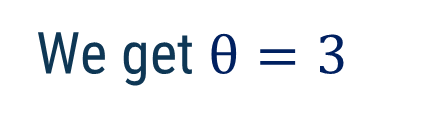 We get θ = 3